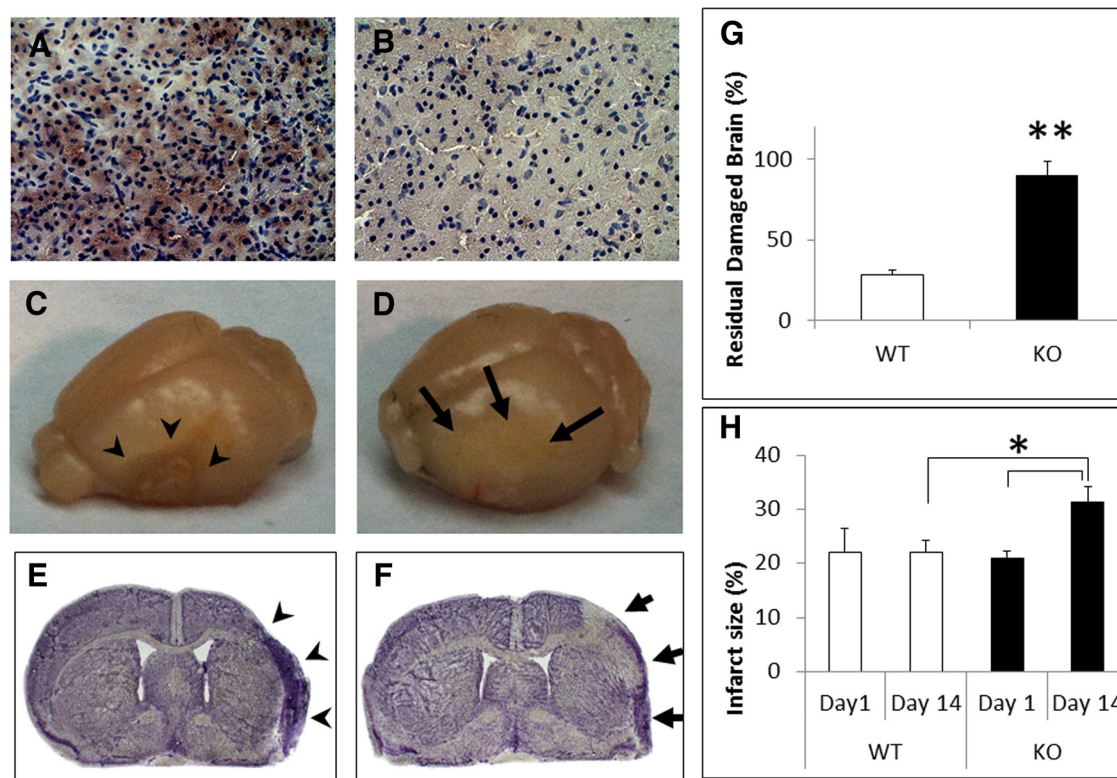 A
B
C
D
E
F
G
Residual Damaged Brain (%)
100
50
0
**
WT
KO
H
Infarct size (%)
40
30
20
10
0
*
Day1
Day 14
Day 1
Day 14
WT
KO